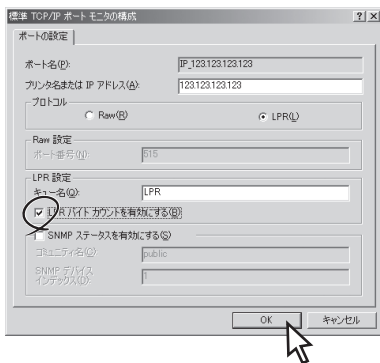 標準 TCP/IP ポート モニタの構成
ポートの設定
ポート名(P): IP_123.123.123.123
プリンタ名または IP アドレス(A): 123.123.123.123
プロトコル
Raw(R) LPR(L)
Raw 設定
ポート番号(N): 515
LPR 設定
キュー名(Q): LPR
LPR バイト カウントを有効にする(B)
SNMP ステータスを有効にする(S)
コミュニティ名(C): public
SNMP デバイス
インデックス(D): 1
OK キャンセル